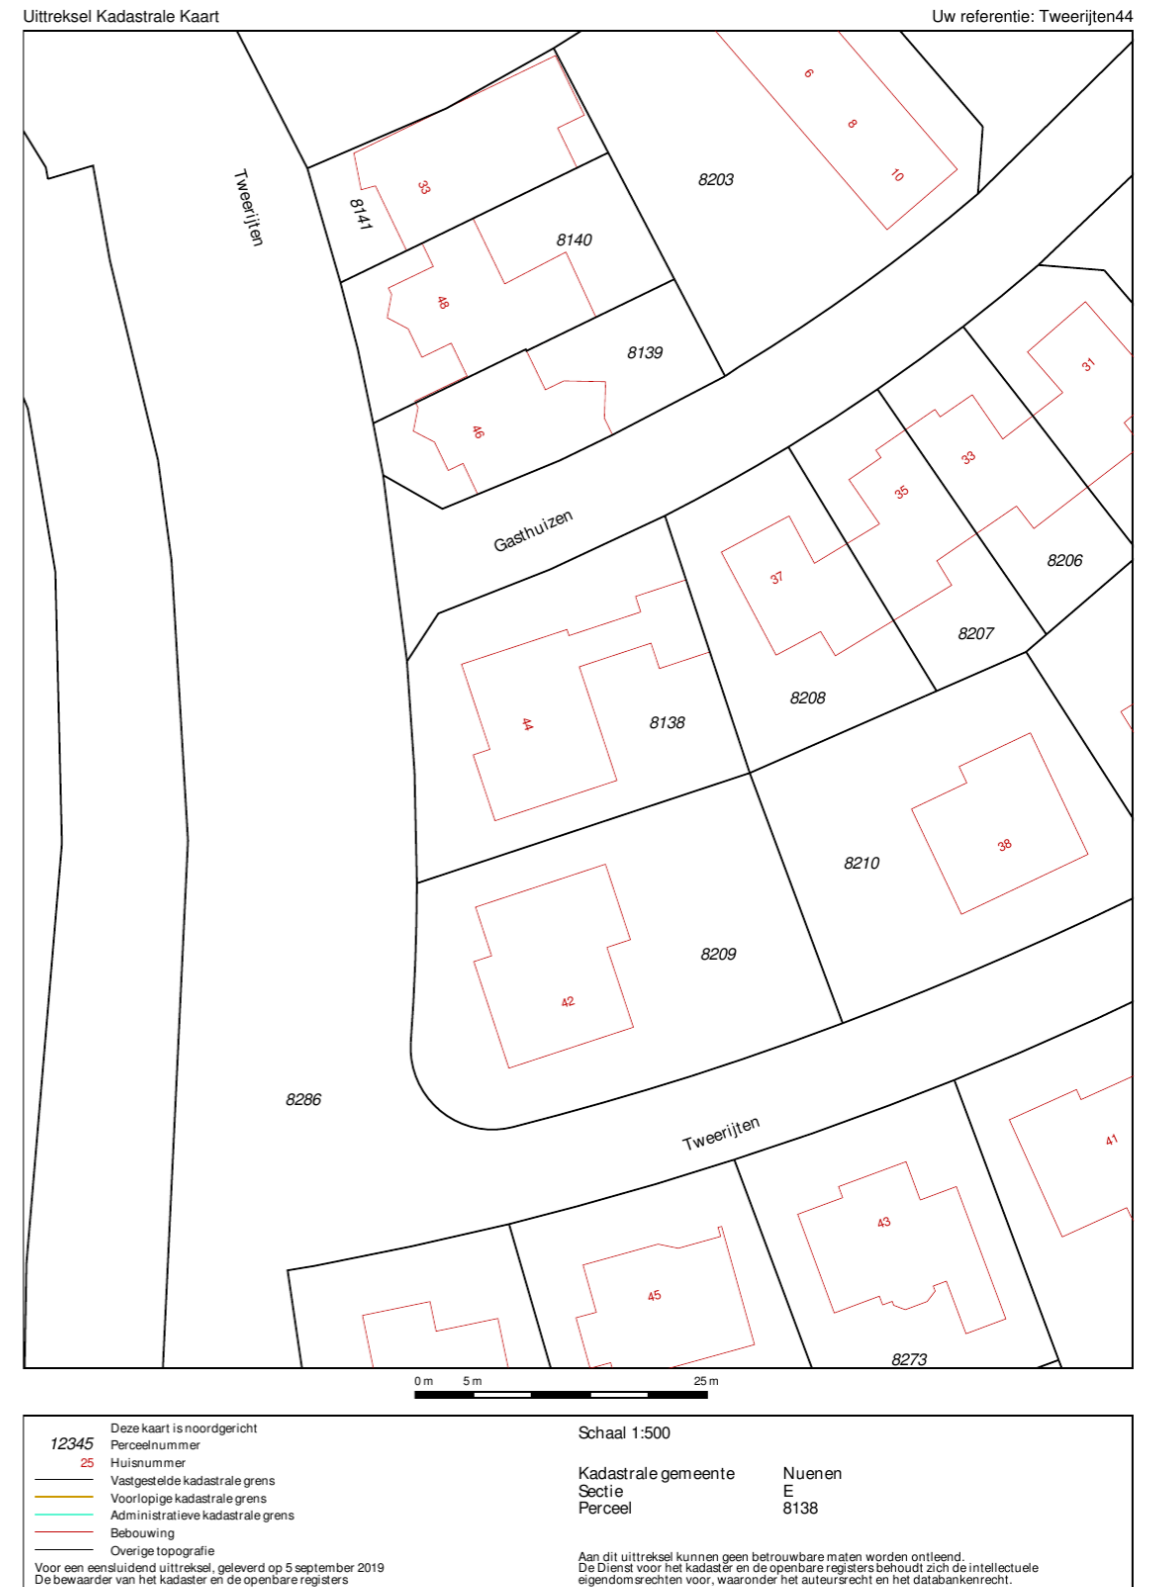 Uittreksel Kadastrale Kaart
Uw referentie: Tweerijten44
6
8
10
Tweerijten
33
8141
8203
8140
48
8139
31
46
33
35
Gasthuizen
37
8206
8207
8208
44
8138
38
8210
8209
42
8286
Tweerijten
41
43
45
8273
0 m 5 m 25 m
Deze kaart is noordgericht
12345 Perceelnummer
25 Huisnummer
Vastgestelde kadastrale grens
Voorlopige kadastrale grens
Administratieve kadastrale grens
Bebouwing
Overige topografie
Voor een eensluidend uittreksel, geleverd op 5 september 2019
De bewaarder van het kadaster en de openbare registers
Schaal 1:500
Kadastrale gemeente Nuenen
Sectie E
Perceel 8138
Aan dit uittreksel kunnen geen betrouwbare maten worden ontleend.
De Dienst voor het kadaster en de openbare registers behoudt zich de intellectuele
eigendomsrechten voor, waaronder het auteursrecht en het databankenrecht.